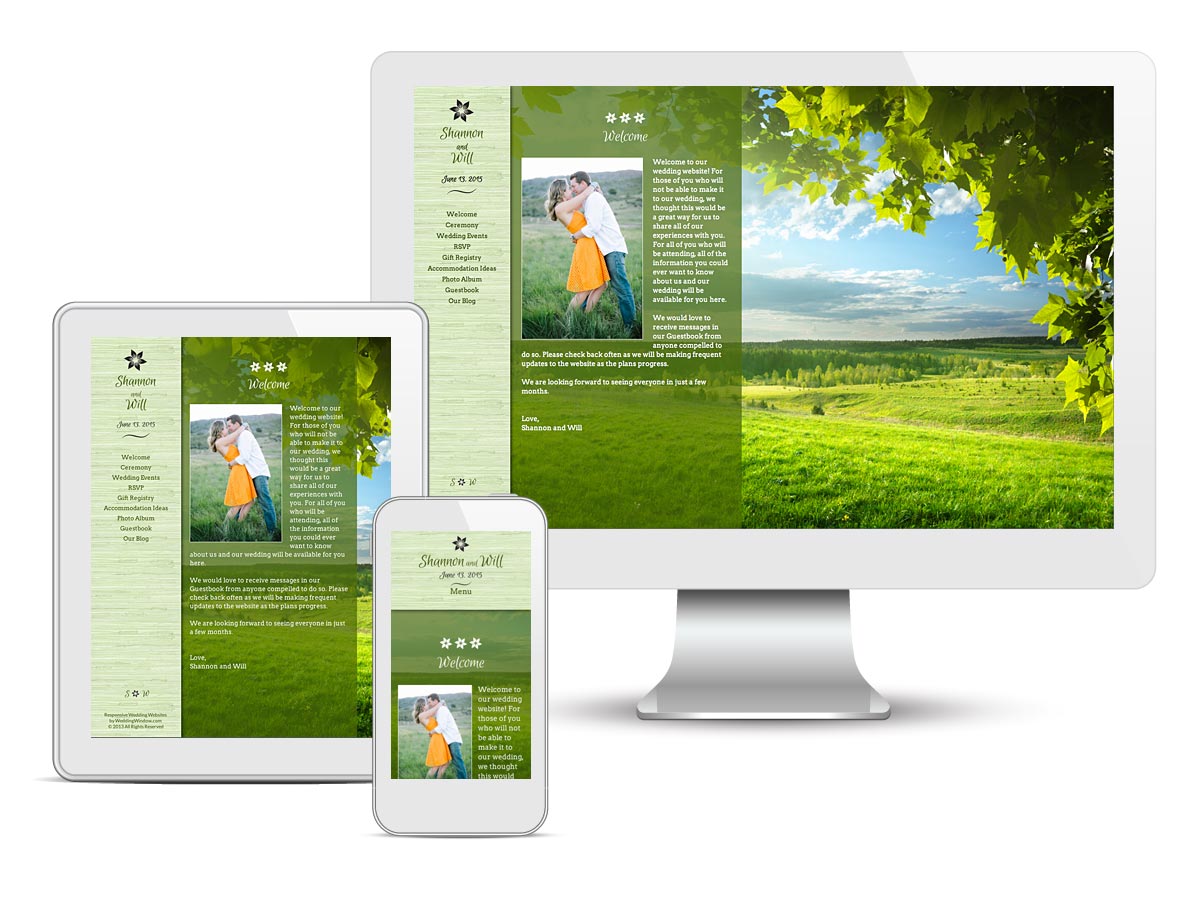 Shannon
and
Will
June 13, 2015
Welcome
Ceremony
Wedding Events
RSVP
Gift Registry
Accommodation Ideas
Photo Album
Guestbook
Our Blog
S W
Welcome
Welcome to our
wedding website! For
those of you who will
not be able to make it
to our wedding, we
thought this would be
a great way for us to
share all of our
experiences with you.
For all of you who will
be attending, all of the
information you could
ever want to know
about us and our
wedding will be
available for you here.
We would love to
receive messages in
our Guestbook from
anyone compelled to
do so. Please check back often as we will be making frequent
updates to the website as the plans progress.
We are looking forward to seeing everyone in just a few
months.
Love,
Shannon and Will
Shannon
and
Will
June 13, 2015
Welcome
Ceremony
Wedding Events
RSVP
Gift Registry
Accommodation Ideas
Photo Album
Guestbook
Our Blog
S W
Responsive Wedding Websites
by WeddingWindow.com
© 2013 All Rights Reserved
Welcome
Welcome to our
wedding website!
For those of you
who will not be
able to make it to
our wedding, we
thought this
would be a great
way for us to
share all of our
experiences with
you. For all of you
who will be
attending, all of
the information
you could ever
want to know
about us and our wedding will be available for you
here.
We would love to receive messages in our
Guestbook from anyone compelled to do so. Please
check back often as we will be making frequent
updates to the website as the plans progress.
We are looking forward to seeing everyone in just
a few months.
Love,
Shannon and Will
Shannon and Will
June 13, 2015
Menu
Welcome
Welcome to
our wedding
website! For
those of you
who will not
be able to
make it to
our wedding,
we thought
this would